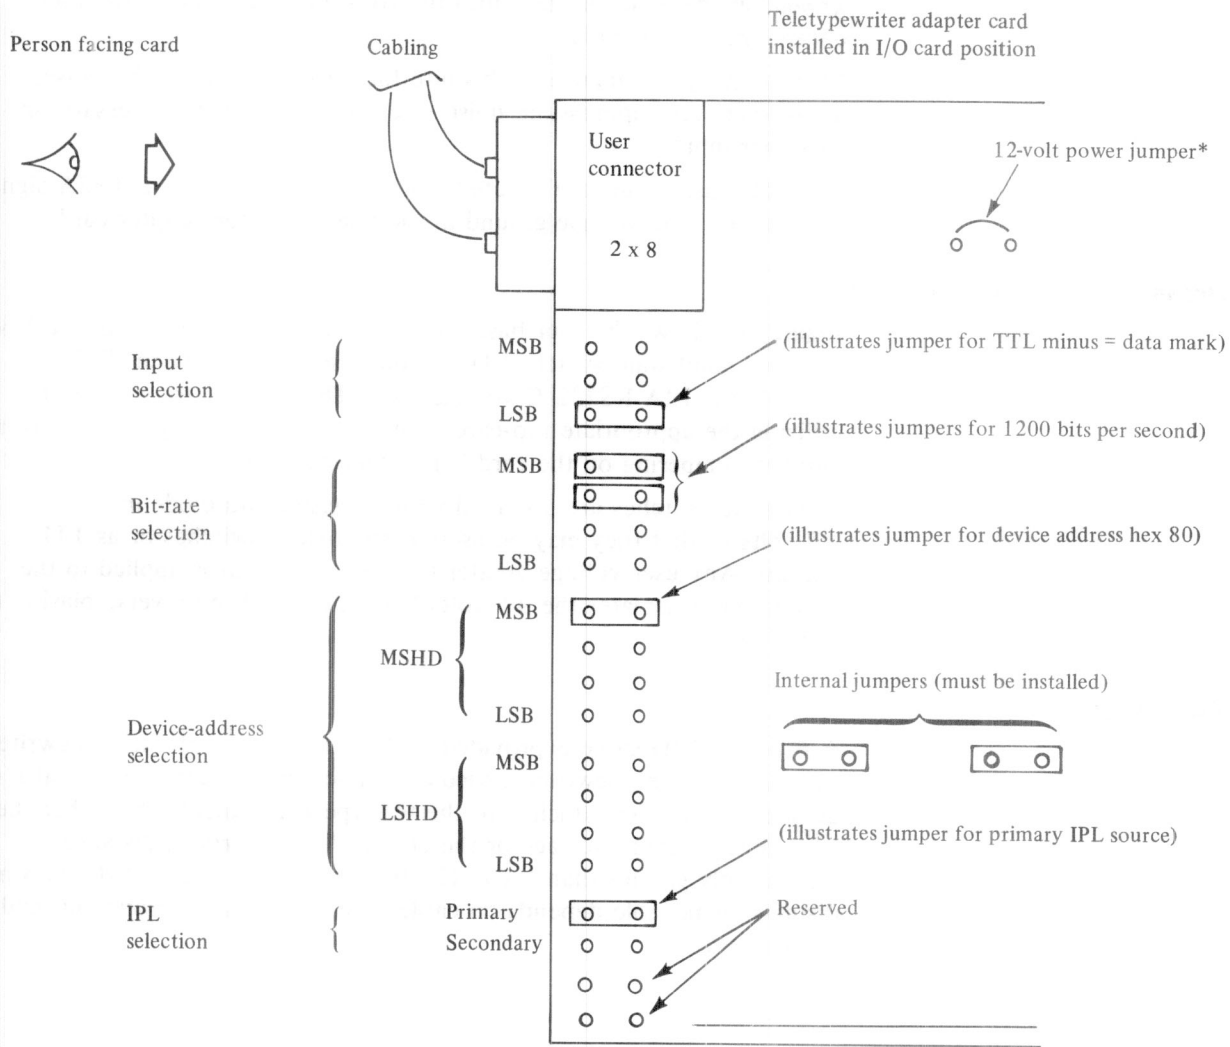 Person facing card
Cabling
Teletypewriter adapter card
installed in I/O card position
User
connector
2 x 8
12-volt power jumper*
Input
selection
MSB
LSB
(illustrates jumper for TTL minus = data mark)
Bit-rate
selection
MSB
LSB
(illustrates jumpers for 1200 bits per second)
Device-address
selection
MSHD
MSB
LSB
(illustrates jumper for device address hex 80)
LSHD
MSB
LSB
Internal jumpers (must be installed)
IPL
selection
Primary
Secondary
(illustrates jumper for primary IPL source)
Reserved